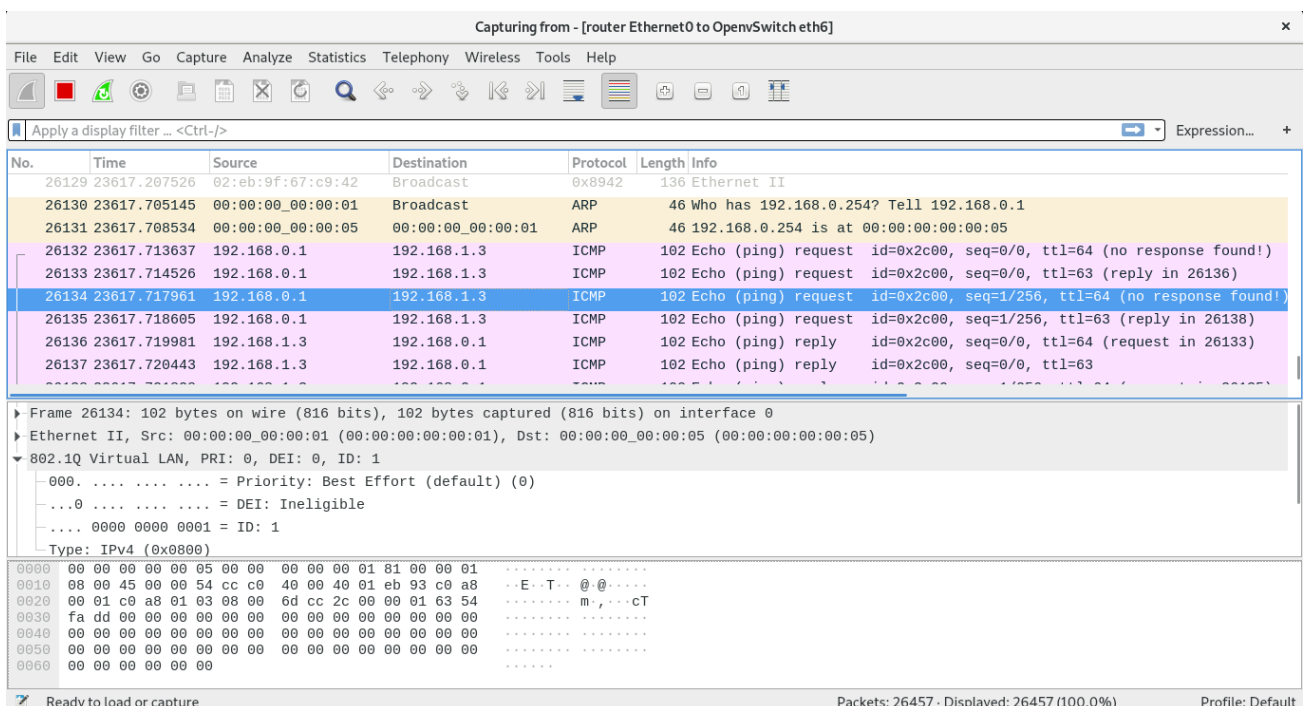 Capturing from - [router Ethernet0 to OpenvSwitch eth6] ×
File Edit View Go Capture Analyze Statistics Telephony Wireless Tools Help
Apply a display filter ... <Ctrl-/> Expression... +
No. Time Source Destination Protocol Length Info
26129 23617.207526 02:eb:9f:67:c9:42 Broadcast 0x8942 136 Ethernet II
26130 23617.705145 00:00:00_00:00:01 Broadcast ARP 46 Who has 192.168.0.254? Tell 192.168.0.1
26131 23617.708534 00:00:00_00:00:05 00:00:00_00:00:01 ARP 46 192.168.0.254 is at 00:00:00:00:00:05
26132 23617.713637 192.168.0.1 192.168.1.3 ICMP 102 Echo (ping) request id=0x2c00, seq=0/0, ttl=64 (no response found!)
26133 23617.714526 192.168.0.1 192.168.1.3 ICMP 102 Echo (ping) request id=0x2c00, seq=0/0, ttl=63 (reply in 26136)
26134 23617.717961 192.168.0.1 192.168.1.3 ICMP 102 Echo (ping) request id=0x2c00, seq=1/256, ttl=64 (no response found!)
26135 23617.718605 192.168.0.1 192.168.1.3 ICMP 102 Echo (ping) request id=0x2c00, seq=1/256, ttl=63 (reply in 26138)
26136 23617.719981 192.168.1.3 192.168.0.1 ICMP 102 Echo (ping) reply id=0x2c00, seq=0/0, ttl=64 (request in 26133)
26137 23617.720443 192.168.1.3 192.168.0.1 ICMP 102 Echo (ping) reply id=0x2c00, seq=0/0, ttl=63
Frame 26134: 102 bytes on wire (816 bits), 102 bytes captured (816 bits) on interface 0
Ethernet II, Src: 00:00:00_00:00:01 (00:00:00:00:00:01), Dst: 00:00:00_00:00:05 (00:00:00:00:00:05)
802.1Q Virtual LAN, PRI: 0, DEI: 0, ID: 1
000. .... .... .... = Priority: Best Effort (default) (0)
...0 .... .... .... = DEI: Ineligible
.... 0000 0000 0001 = ID: 1
Type: IPv4 (0x0800)
0000 00 00 00 00 00 05 00 00 00 00 00 01 81 00 00 01 ········ ········
0010 08 00 45 00 00 54 cc c0 40 00 40 01 eb 93 c0 a8 ··E··T·· @·@·····
0020 00 01 c0 a8 01 03 08 00 6d cc 2c 00 00 01 63 54 ········ m·,···cT
0030 fa dd 00 00 00 00 00 00 00 00 00 00 00 00 00 00 ········ ········
0040 00 00 00 00 00 00 00 00 00 00 00 00 00 00 00 00 ········ ········
0050 00 00 00 00 00 00 00 00 00 00 00 00 00 00 00 00 ········ ········
0060 00 00 00 00 00 00 ······
Ready to load or capture Packets: 26457 · Displayed: 26457 (100.0%) Profile: Default